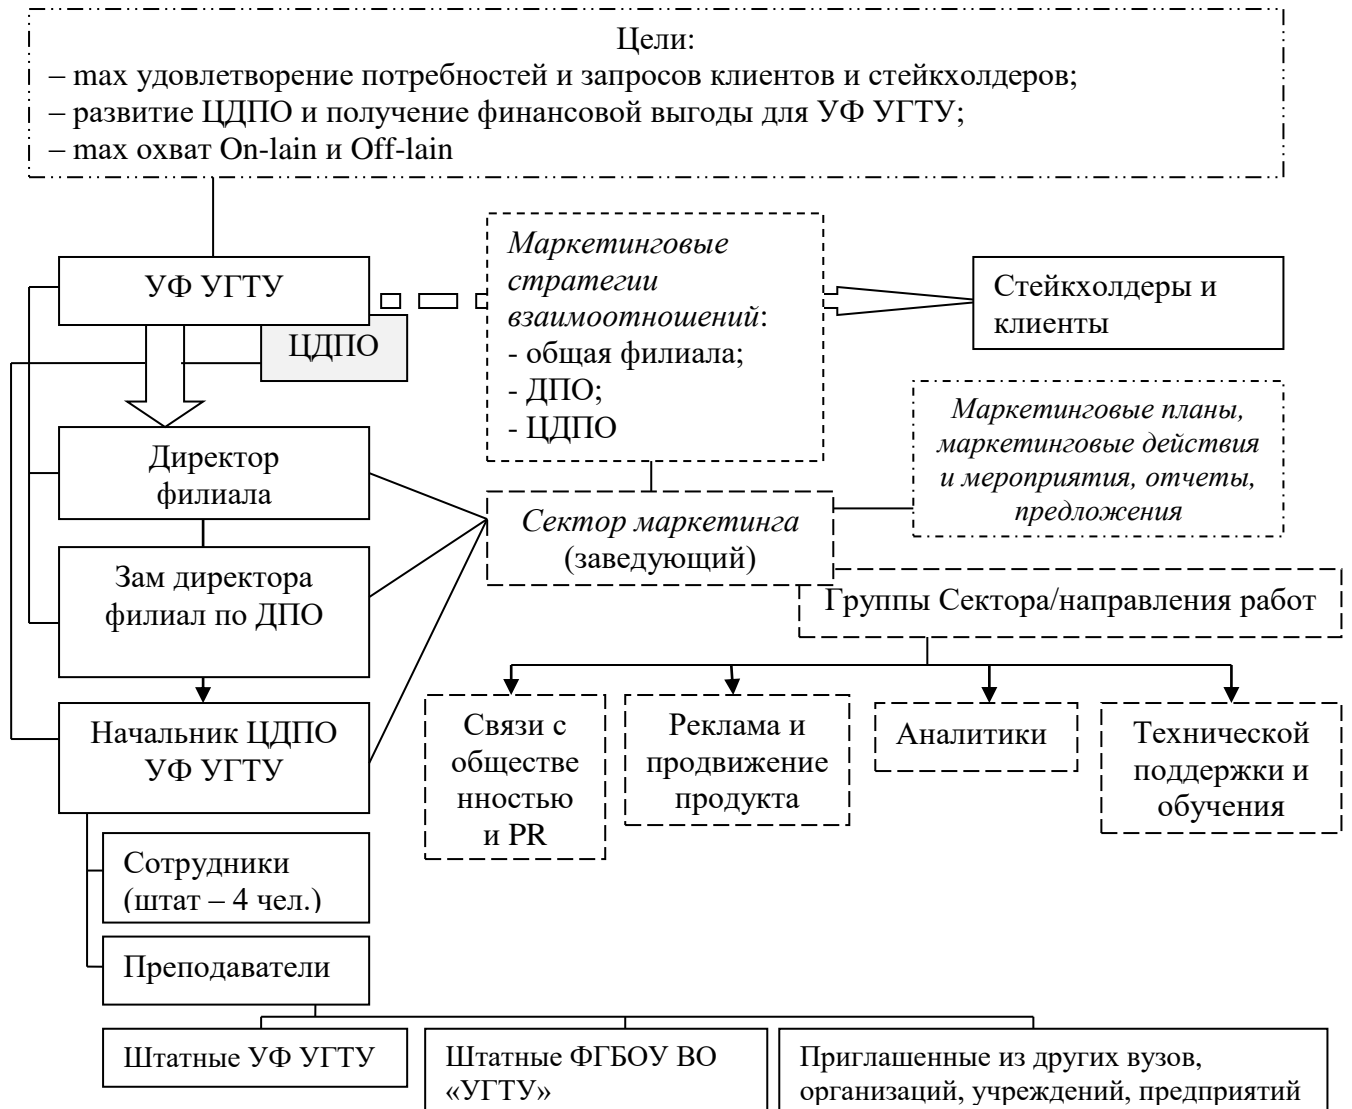 Цели:
– max удовлетворение потребностей и запросов клиентов и стейкхолдеров;
– развитие ЦДПО и получение финансовой выгоды для УФ УГТУ;
– max охват On-lain и Off-lain
УФ УГТУ
ЦДПО
Маркетинговые
стратегии
взаимоотношений:
- общая филиала;
- ДПО;
- ЦДПО
Стейкхолдеры и
клиенты
Маркетинговые планы,
маркетинговые действия
и мероприятия, отчеты,
предложения
Директор
филиала
Сектор маркетинга
(заведующий)
Зам директора
филиал по ДПО
Группы Сектора/направления работ
Начальник ЦДПО
УФ УГТУ
Связи с
обществе
нностью
и PR
Реклама и
продвижение
продукта
Аналитики
Технической
поддержки и
обучения
Сотрудники
(штат – 4 чел.)
Преподаватели
Штатные УФ УГТУ
Штатные ФГБОУ ВО
«УГТУ»
Приглашенные из других вузов,
организаций, учреждений, предприятий